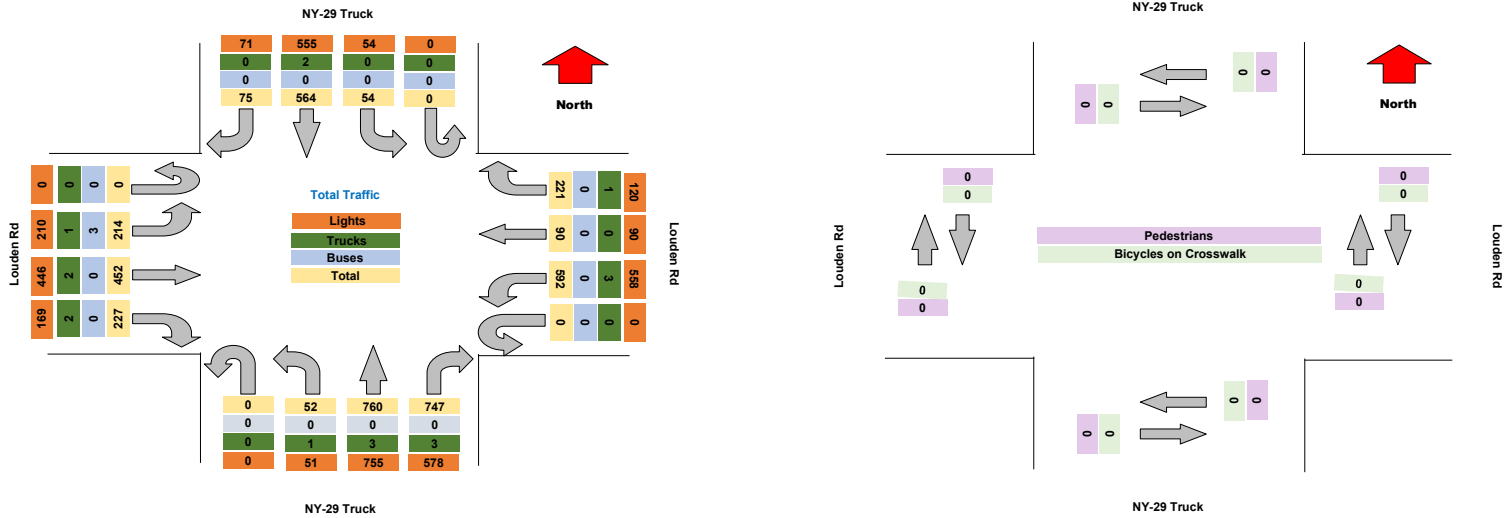 NY-29 Truck
71 555 54 0
0 2 0 0
0 0 0 0
75 564 54 0
North
Louden Rd
0 0 0 0
210 1 3 214
446 2 0 452
169 2 0 227
Total Traffic
Lights
Trucks
Buses
Total
221 0 1 120
90 0 0 90
592 0 3 558
0 0 0 0
Louden Rd
0 52 760 747
0 0 0 0
0 1 3 3
0 51 755 578
NY-29 Truck
NY-29 Truck
0 0
0 0
North
0
0
0
0
Louden Rd
Pedestrians
Bicycles on Crosswalk
Louden Rd
0
0
0
0
0 0
0 0
NY-29 Truck